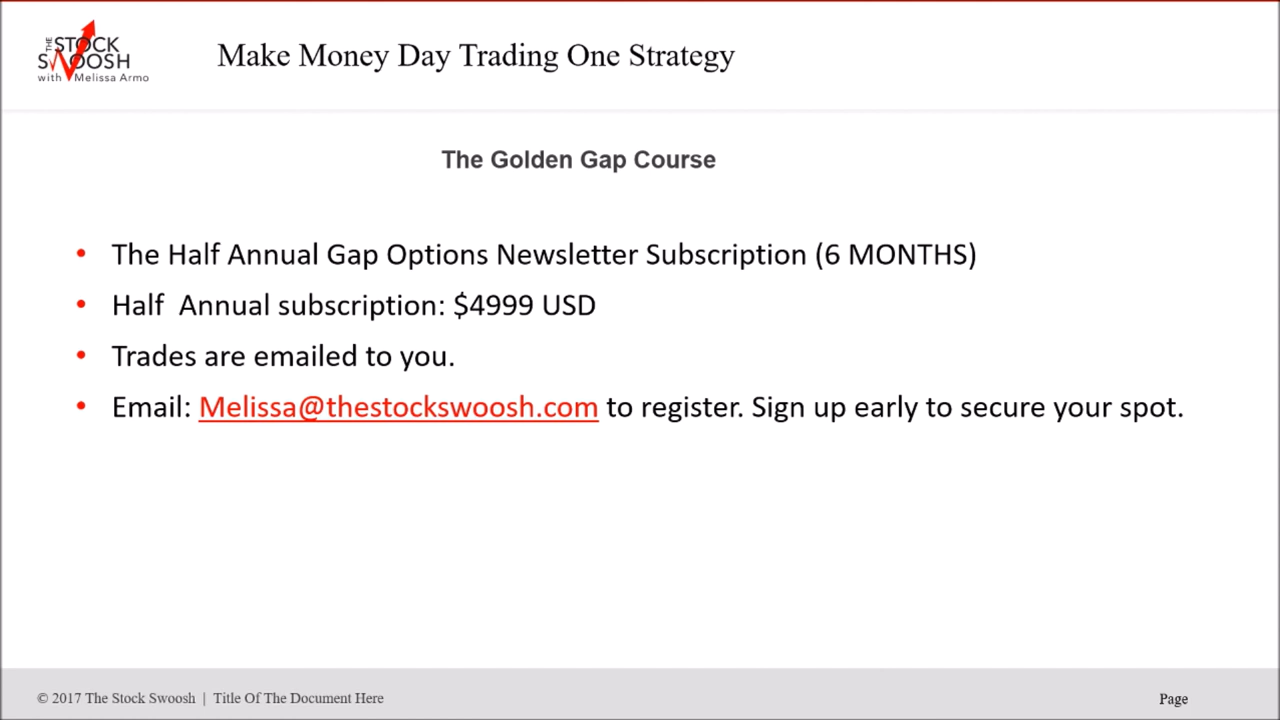 THE
STOCK
SWOOSH
with Melissa Armo
Make Money Day Trading One Strategy
The Golden Gap Course
• The Half Annual Gap Options Newsletter Subscription (6 MONTHS)
• Half  Annual subscription: $4999 USD
• Trades are emailed to you.
• Email: Melissa@thestockswoosh.com to register. Sign up early to secure your spot.
© 2017 The Stock Swoosh | Title Of The Document Here
Page